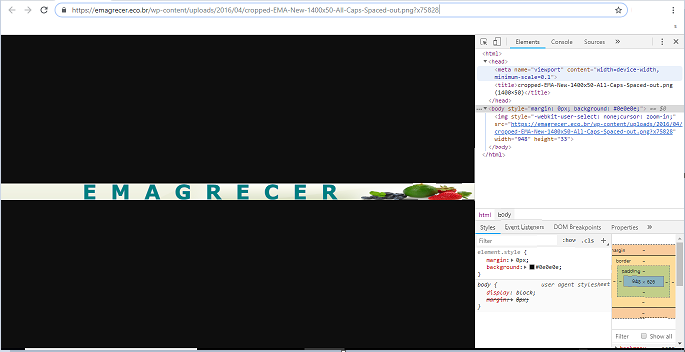 https://emagrecer.eco.br/wp-content/uploads/2016/04/cropped-EMA-New-1400x50-All-Caps-Spaced-out.png?x75828
Elements Console Sources »
<html>
<head>
<meta name="viewport" content="width=device-width, minimum-scale=0.1">
<title>cropped-EMA-New-1400x50-All-Caps-Spaced-out.png (1400×50)</title>
</head>
<body style="margin: 0px; background: #0e0e0e;"> == $0
<img style="-webkit-user-select: none;cursor: zoom-in;"
src="https://emagrecer.eco.br/wp-content/uploads/2016/04/
cropped-EMA-New-1400x50-All-Caps-Spaced-out.png?x75828"
width="948" height="33">
</body>
</html>
EMAGRECER
html body
Styles Event Listeners DOM Breakpoints Properties »
Filter :hov .cls +
element.style {
margin: 0px;
background: #0e0e0e;
}
body { user agent stylesheet
display: block;
margin: 8px;
}
margin
border
padding
Filter Show all